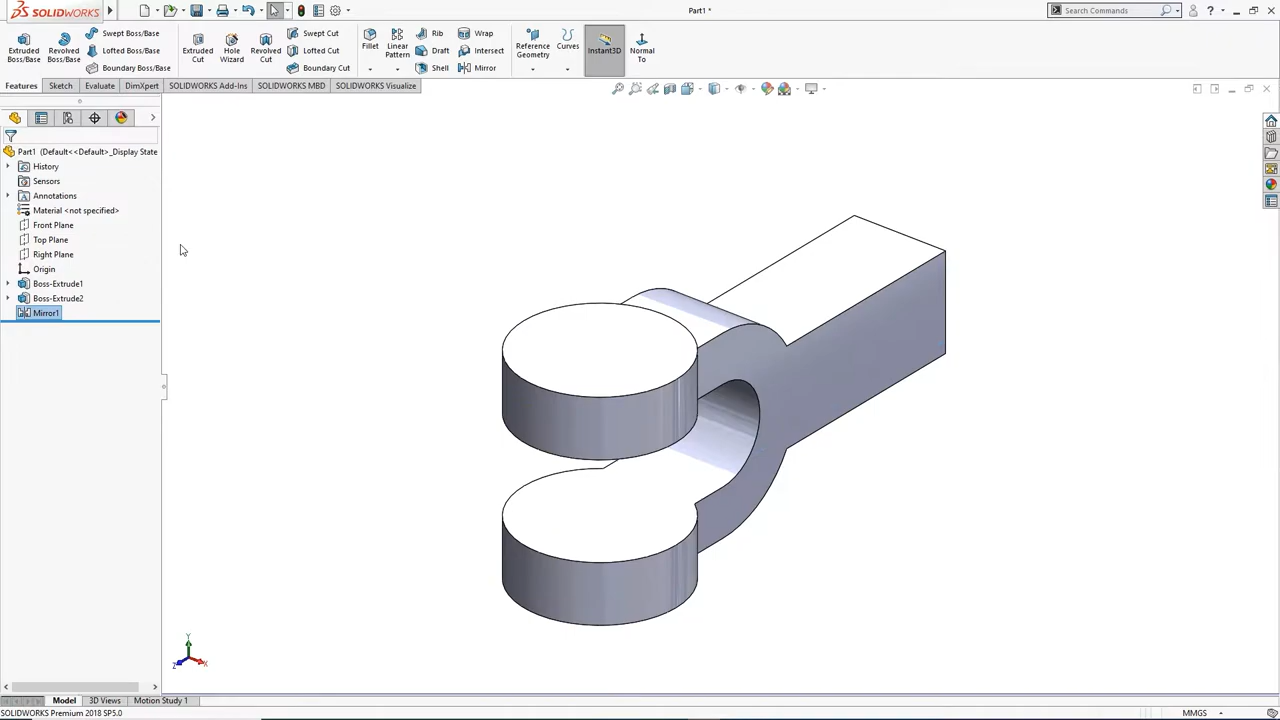 SOLIDWORKS
Part1 *
Search Commands
Extruded Boss/Base
Revolved Boss/Base
Swept Boss/Base
Lofted Boss/Base
Boundary Boss/Base
Extruded Cut
Hole Wizard
Revolved Cut
Swept Cut
Lofted Cut
Boundary Cut
Fillet
Linear Pattern
Rib
Draft
Shell
Wrap
Intersect
Mirror
Reference Geometry
Curves
Instant3D
Normal To
Features Sketch Evaluate DimXpert SOLIDWORKS Add-Ins SOLIDWORKS MBD SOLIDWORKS Visualize
Part1 (Default<<Default>_Display State
History
Sensors
Annotations
Material <not specified>
Front Plane
Top Plane
Right Plane
Origin
Boss-Extrude1
Boss-Extrude2
Mirror1
Y
Z
X
Model 3D Views Motion Study 1
SOLIDWORKS Premium 2018 SP5.0
MMGS